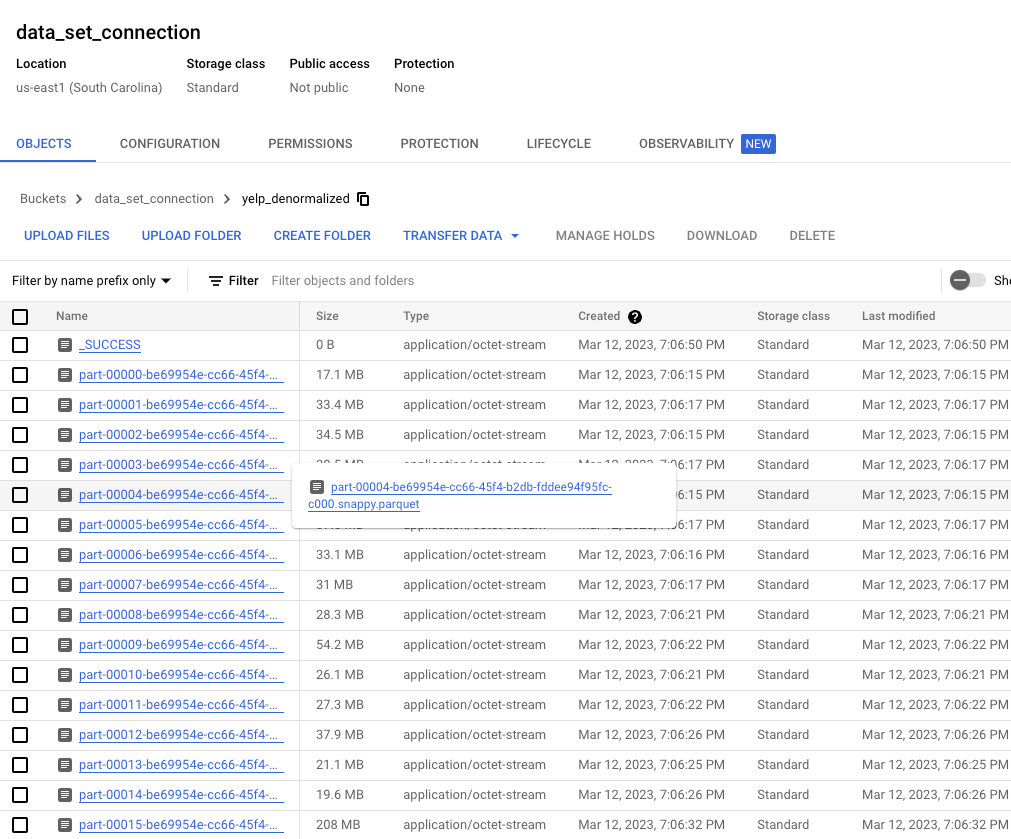 data_set_connection
Location Storage class Public access Protection
us-east1 (South Carolina) Standard Not public None
OBJECTS CONFIGURATION PERMISSIONS PROTECTION LIFECYCLE OBSERVABILITY NEW
Buckets > data_set_connection > yelp_denormalized
UPLOAD FILES UPLOAD FOLDER CREATE FOLDER TRANSFER DATA MANAGE HOLDS DOWNLOAD DELETE
Filter by name prefix only Filter Filter objects and folders
Name Size Type Created Storage class Last modified
_SUCCESS 0 B application/octet-stream Mar 12, 2023, 7:06:50 PM Standard Mar 12, 2023, 7:06:50 PM
part-00000-be69954e-cc66-45f4-... 17.1 MB application/octet-stream Mar 12, 2023, 7:06:15 PM Standard Mar 12, 2023, 7:06:15 PM
part-00001-be69954e-cc66-45f4-... 33.4 MB application/octet-stream Mar 12, 2023, 7:06:17 PM Standard Mar 12, 2023, 7:06:17 PM
part-00002-be69954e-cc66-45f4-... 34.5 MB application/octet-stream Mar 12, 2023, 7:06:15 PM Standard Mar 12, 2023, 7:06:15 PM
part-00003-be69954e-cc66-45f4-... application/octet-stream Mar 12, 2023, 7:06:17 PM Standard Mar 12, 2023, 7:06:17 PM
part-00004-be69954e-cc66-45f4-... 6:15 PM Standard Mar 12, 2023, 7:06:15 PM
part-00004-be69954e-cc66-45f4-b2db-fddee94f95fc-
c000.snappy.parquet
part-00005-be69954e-cc66-45f4-... application/octet-stream Mar 12, 2023, 7:06:17 PM Standard Mar 12, 2023, 7:06:17 PM
part-00006-be69954e-cc66-45f4-... 33.1 MB application/octet-stream Mar 12, 2023, 7:06:16 PM Standard Mar 12, 2023, 7:06:16 PM
part-00007-be69954e-cc66-45f4-... 31 MB application/octet-stream Mar 12, 2023, 7:06:17 PM Standard Mar 12, 2023, 7:06:17 PM
part-00008-be69954e-cc66-45f4-... 28.3 MB application/octet-stream Mar 12, 2023, 7:06:21 PM Standard Mar 12, 2023, 7:06:21 PM
part-00009-be69954e-cc66-45f4-... 54.2 MB application/octet-stream Mar 12, 2023, 7:06:22 PM Standard Mar 12, 2023, 7:06:22 PM
part-00010-be69954e-cc66-45f4-... 26.1 MB application/octet-stream Mar 12, 2023, 7:06:21 PM Standard Mar 12, 2023, 7:06:21 PM
part-00011-be69954e-cc66-45f4-... 27.3 MB application/octet-stream Mar 12, 2023, 7:06:22 PM Standard Mar 12, 2023, 7:06:22 PM
part-00012-be69954e-cc66-45f4-... 37.9 MB application/octet-stream Mar 12, 2023, 7:06:26 PM Standard Mar 12, 2023, 7:06:26 PM
part-00013-be69954e-cc66-45f4-... 21.1 MB application/octet-stream Mar 12, 2023, 7:06:25 PM Standard Mar 12, 2023, 7:06:25 PM
part-00014-be69954e-cc66-45f4-... 19.6 MB application/octet-stream Mar 12, 2023, 7:06:26 PM Standard Mar 12, 2023, 7:06:26 PM
part-00015-be69954e-cc66-45f4-... 208 MB application/octet-stream Mar 12, 2023, 7:06:32 PM Standard Mar 12, 2023, 7:06:32 PM